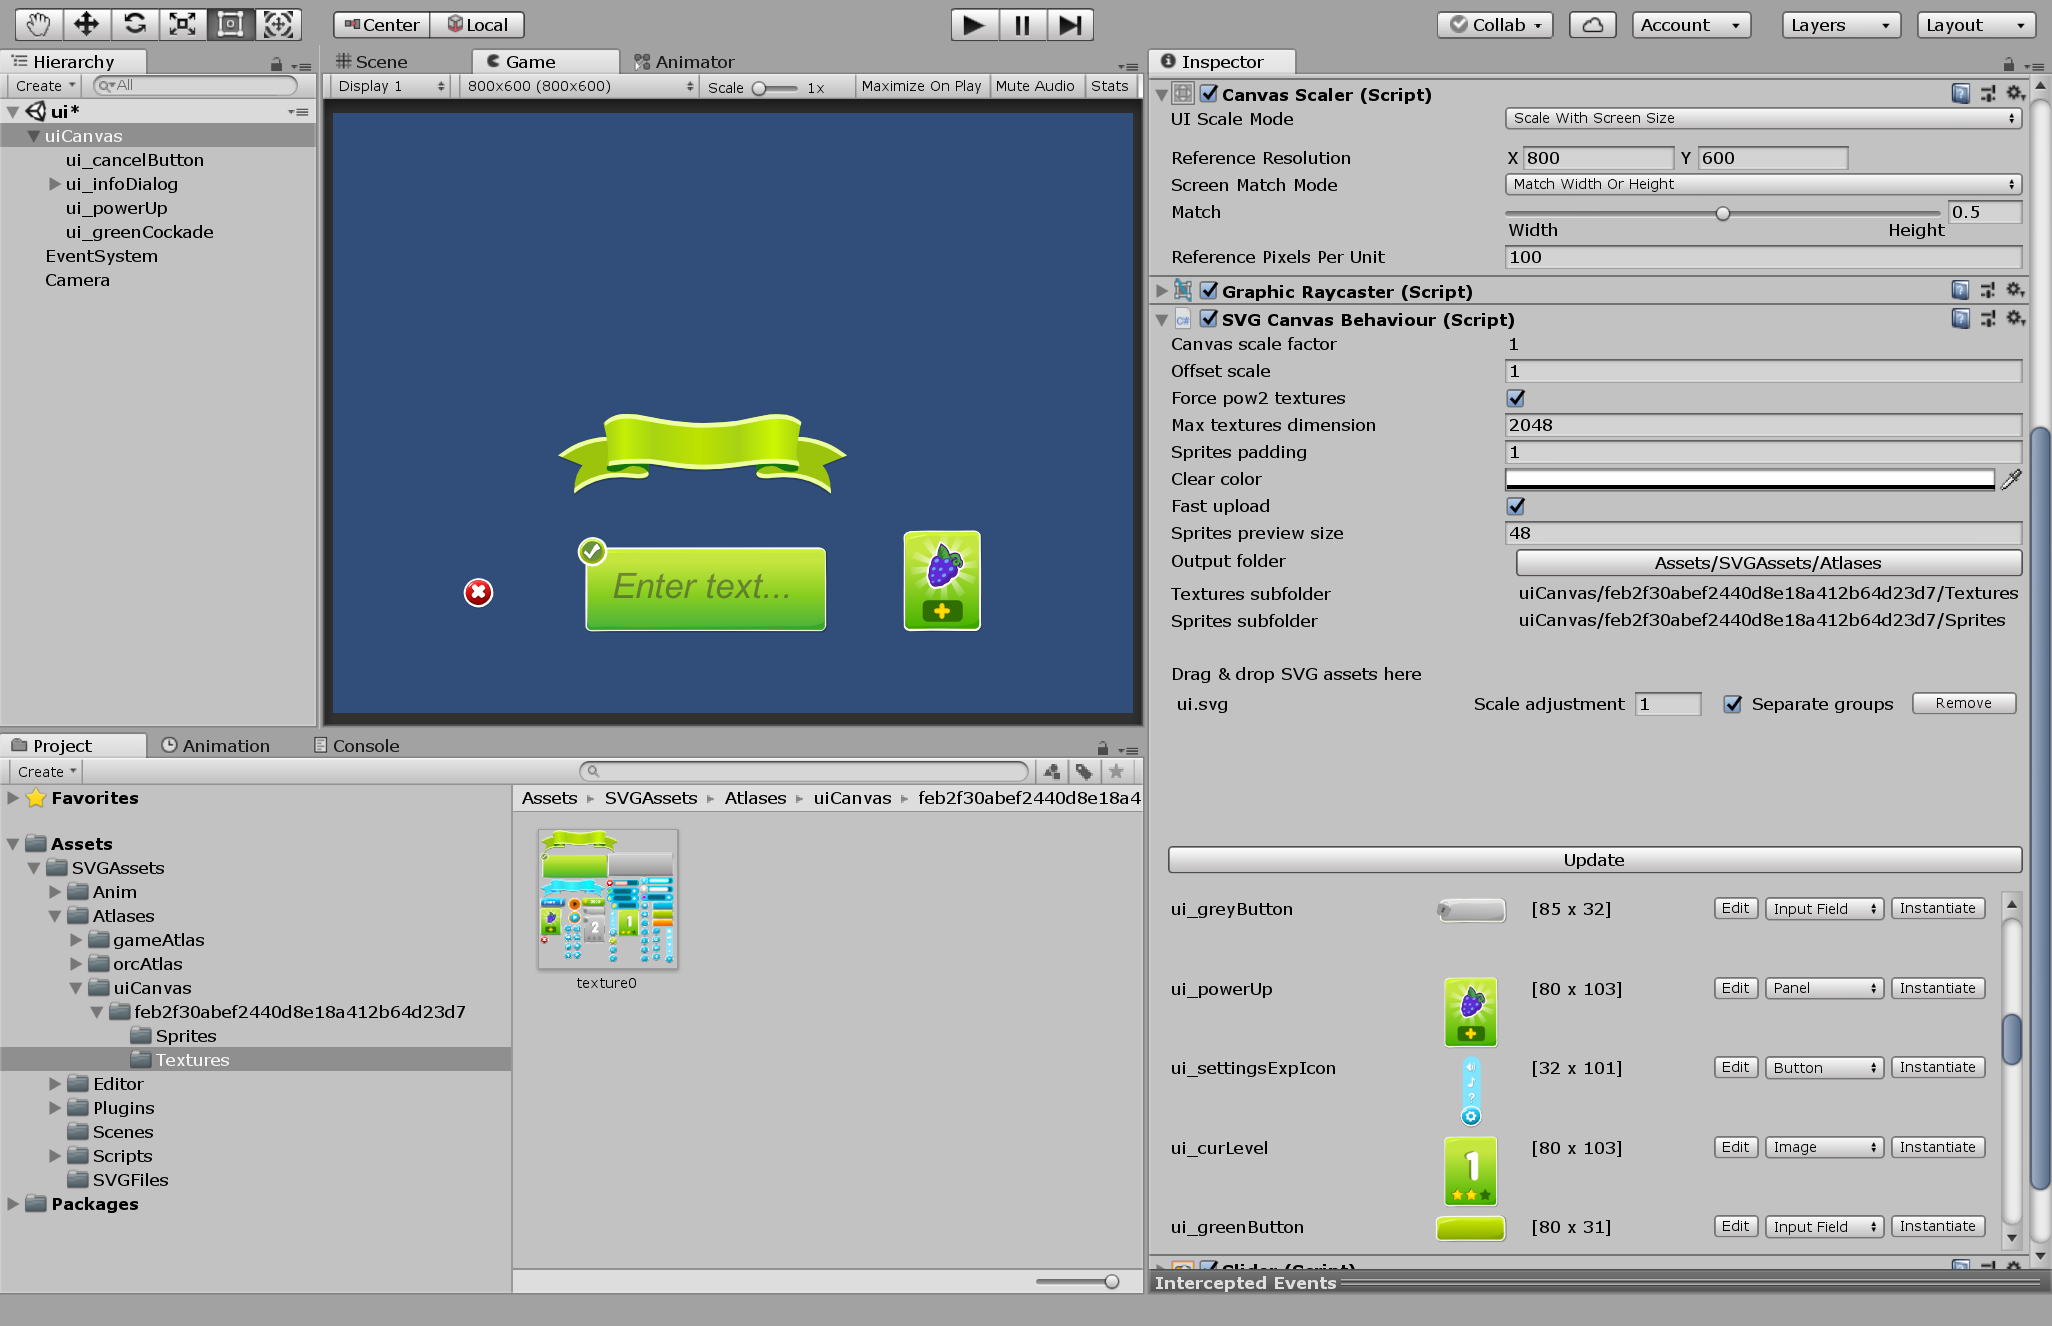 Center Local Collab Account Layers Layout
Hierarchy
Create All
ui*
uiCanvas
ui_cancelButton
ui_infoDialog
ui_powerUp
ui_greenCockade
EventSystem
Camera
Scene Game Animator
Display 1 800x600 (800x600) Scale 1x Maximize On Play Mute Audio Stats
Enter text...
Project Animation Console
Create
Favorites
Assets
SVGAssets
Anim
Atlases
gameAtlas
orcAtlas
uiCanvas
feb2f30abef2440d8e18a412b64d23d7
Sprites
Textures
Editor
Plugins
Scenes
Scripts
SVGFiles
Packages
Assets SVGAssets Atlases uiCanvas feb2f30abef2440d8e18a4
texture0
Inspector
Canvas Scaler (Script)
UI Scale Mode Scale With Screen Size
Reference Resolution X 800 Y 600
Screen Match Mode Match Width Or Height
Match 0.5
Width Height
Reference Pixels Per Unit 100
Graphic Raycaster (Script)
C# SVG Canvas Behaviour (Script)
Canvas scale factor 1
Offset scale 1
Force pow2 textures
Max textures dimension 2048
Sprites padding 1
Clear color
Fast upload
Sprites preview size 48
Output folder Assets/SVGAssets/Atlases
Textures subfolder uiCanvas/feb2f30abef2440d8e18a412b64d23d7/Textures
Sprites subfolder uiCanvas/feb2f30abef2440d8e18a412b64d23d7/Sprites
Drag & drop SVG assets here
ui.svg Scale adjustment 1 Separate groups Remove
Update
ui_greyButton [85 x 32] Edit Input Field Instantiate
ui_powerUp [80 x 103] Edit Panel Instantiate
ui_settingsExpIcon [32 x 101] Edit Button Instantiate
ui_curLevel 1 [80 x 103] Edit Image Instantiate
ui_greenButton [80 x 31] Edit Input Field Instantiate
Slider (Script)
Intercepted Events